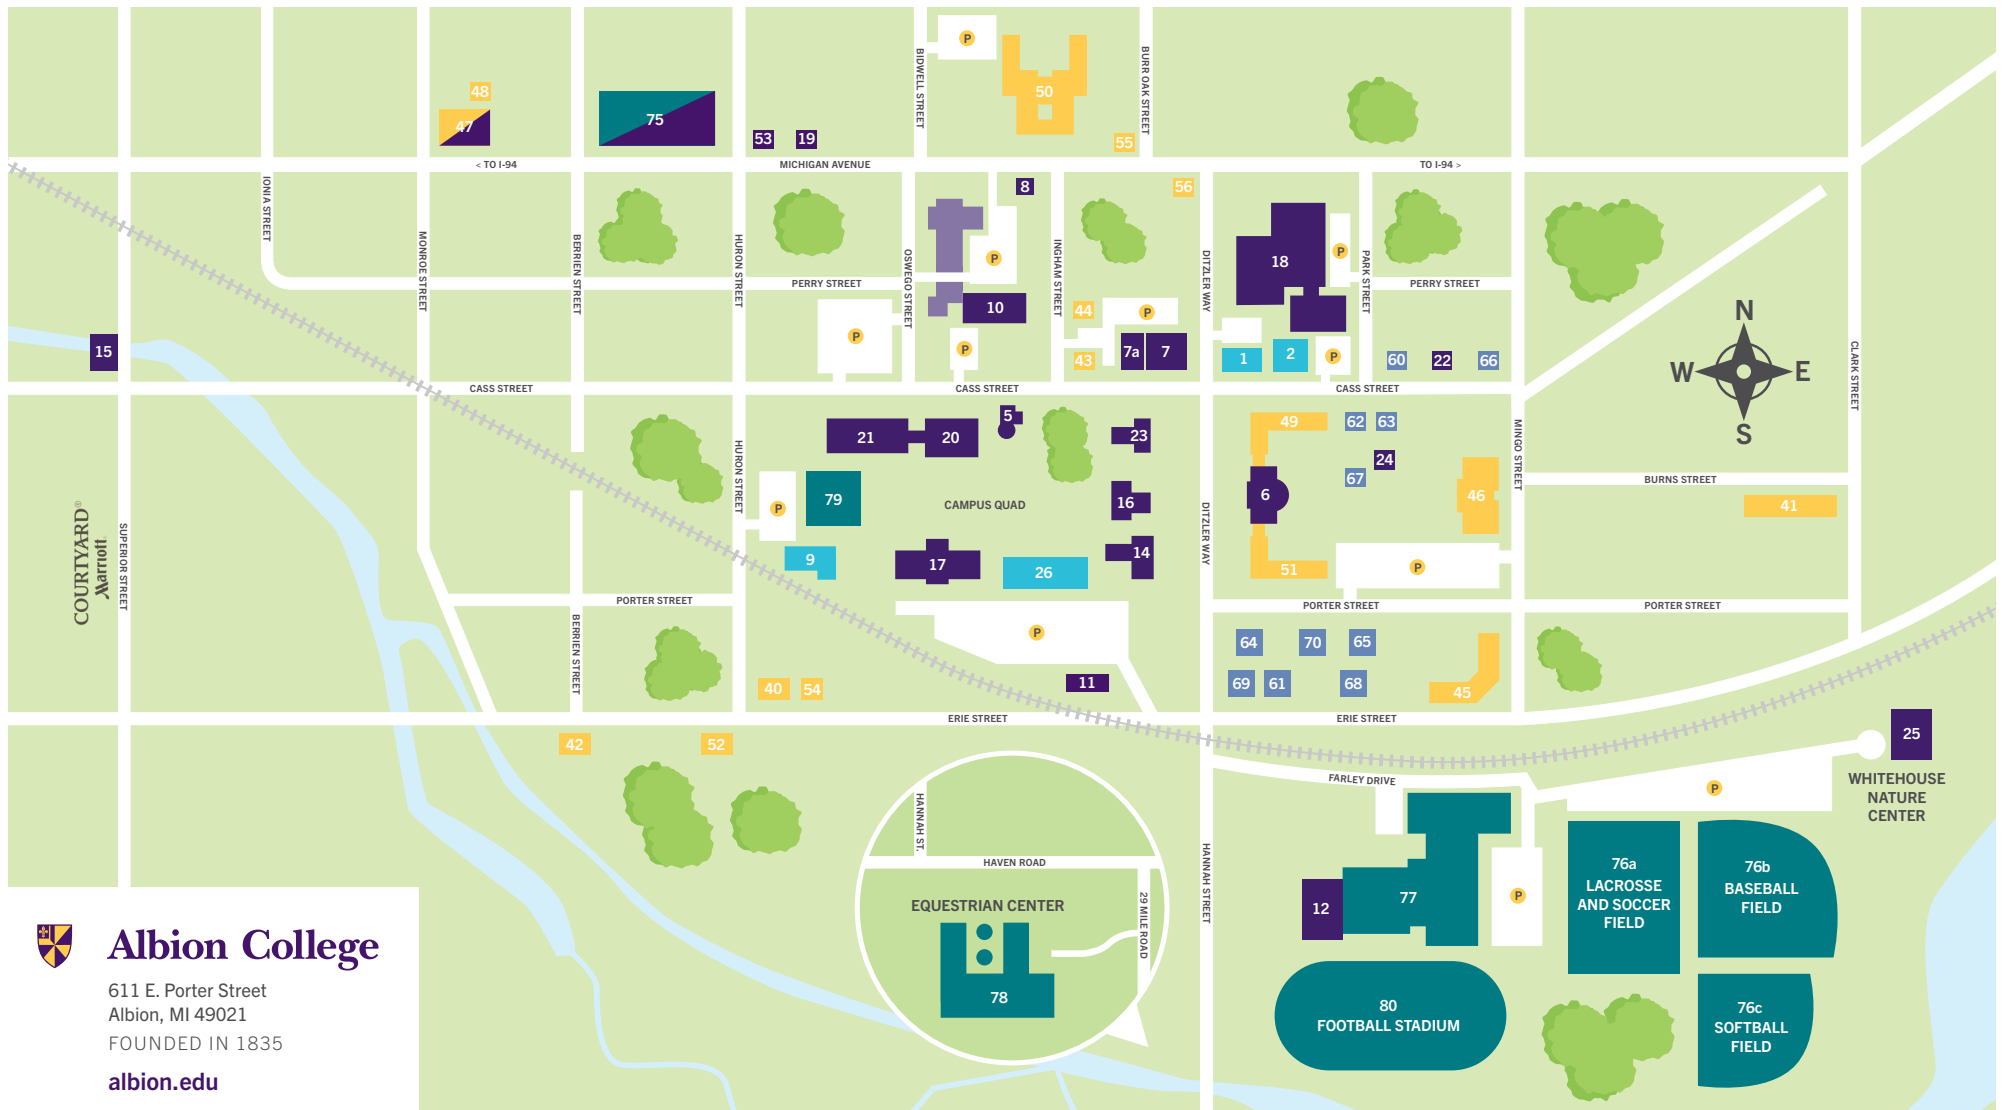 P
50
48
47
75
53
19
55
BIDWELL STREET
BURR OAK STREET
< TO I-94
MICHIGAN AVENUE
TO I-94 >
IONIA STREET
MONROE STREET
BERRIEN STREET
HURON STREET
OSWEGO STREET
INGHAM STREET
DITZLER WAY
PARK STREET
CLARK STREET
8
56
P
P
18
PERRY STREET
PERRY STREET
10
44
P
P
P
43
7a
7
1
2
P
60
22
66
15
N
W
E
S
CASS STREET
CASS STREET
CASS STREET
21
20
5
23
49
62
63
24
67
6
46
HURON STREET
P
79
CAMPUS QUAD
16
DITZLER WAY
MINGO STREET
BURNS STREET
41
COURTYARD®
Marriott
SUPERIOR STREET
9
17
26
14
51
P
PORTER STREET
PORTER STREET
PORTER STREET
BERRIEN STREET
P
64
70
65
69
61
68
45
40
54
11
ERIE STREET
ERIE STREET
42
52
25
WHITEHOUSE
NATURE
CENTER
FARLEY DRIVE
P
HANNAH ST.
HAVEN ROAD
29 MILE ROAD
HANNAH STREET
EQUESTRIAN CENTER
78
12
77
P
76a
LACROSSE
AND SOCCER
FIELD
76b
BASEBALL
FIELD
80
FOOTBALL STADIUM
76c
SOFTBALL
FIELD
Albion College
611 E. Porter Street
Albion, MI 49021
FOUNDED IN 1835
albion.edu